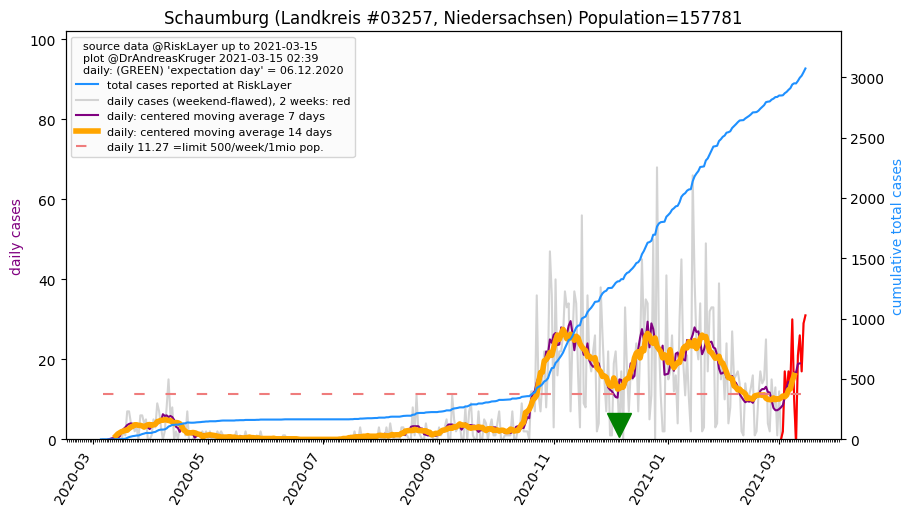 Schaumburg (Landkreis #03257, Niedersachsen) Population=157781
source data @RiskLayer up to 2021-03-15
plot @DrAndreasKruger 2021-03-15 02:39
daily: (GREEN) 'expectation day' = 06.12.2020
total cases reported at RiskLayer
daily cases (weekend-flawed), 2 weeks: red
daily: centered moving average 7 days
daily: centered moving average 14 days
daily 11.27 =limit 500/week/1mio pop.
daily cases
100
80
60
40
20
0
cumulative total cases
3000
2500
2000
1500
1000
500
0
2020-03
2020-05
2020-07
2020-09
2020-11
2021-01
2021-03